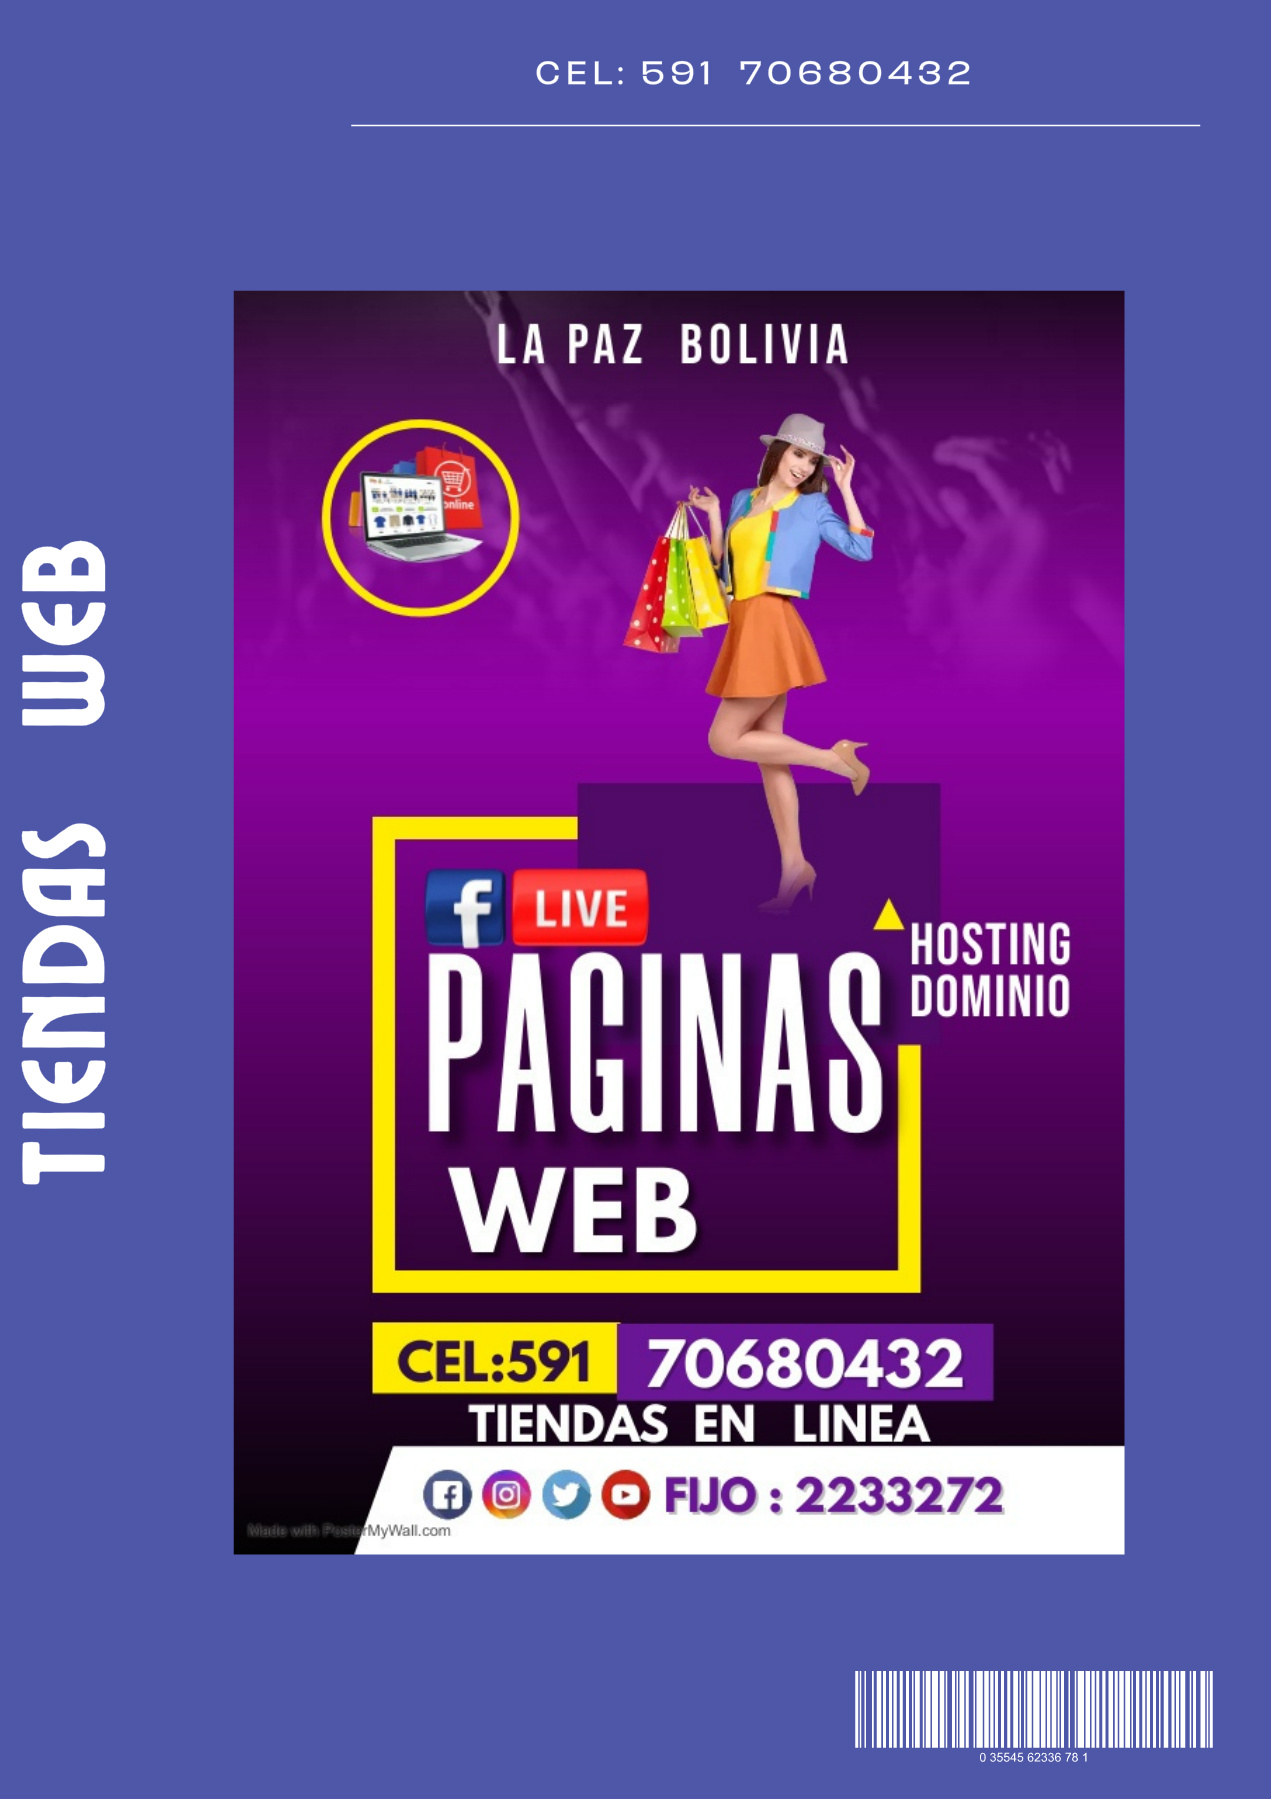 CEL: 591 70680432
TIENDAS WEB
LA PAZ BOLIVIA
online
f LIVE
HOSTING
DOMINIO
PAGINAS
WEB
CEL:591 70680432
TIENDAS EN LINEA
FIJO : 2233272
Made with PosterMyWall.com
0 35545 62336 78 1